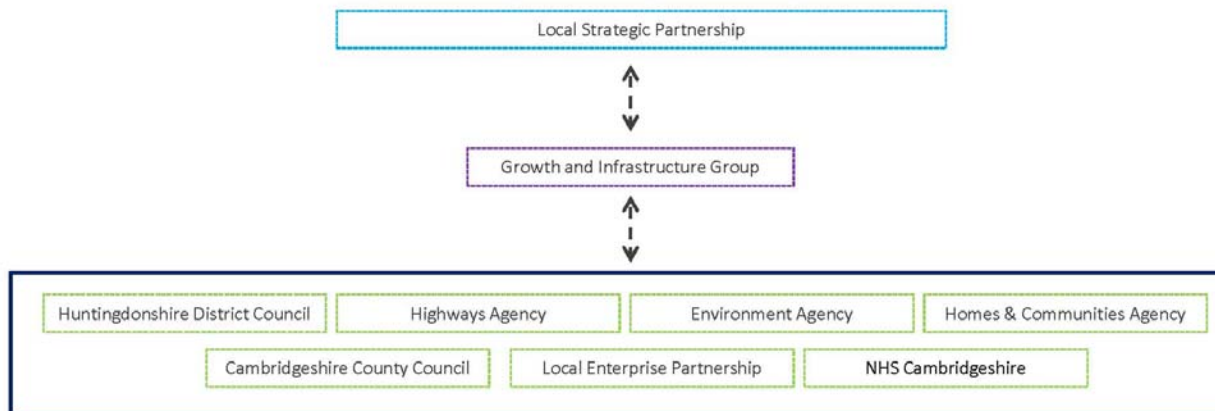 Local Strategic Partnership
Growth and Infrastructure Group
Huntingdonshire District Council
Highways Agency
Environment Agency
Homes & Communities Agency
Cambridgeshire County Council
Local Enterprise Partnership
NHS Cambridgeshire